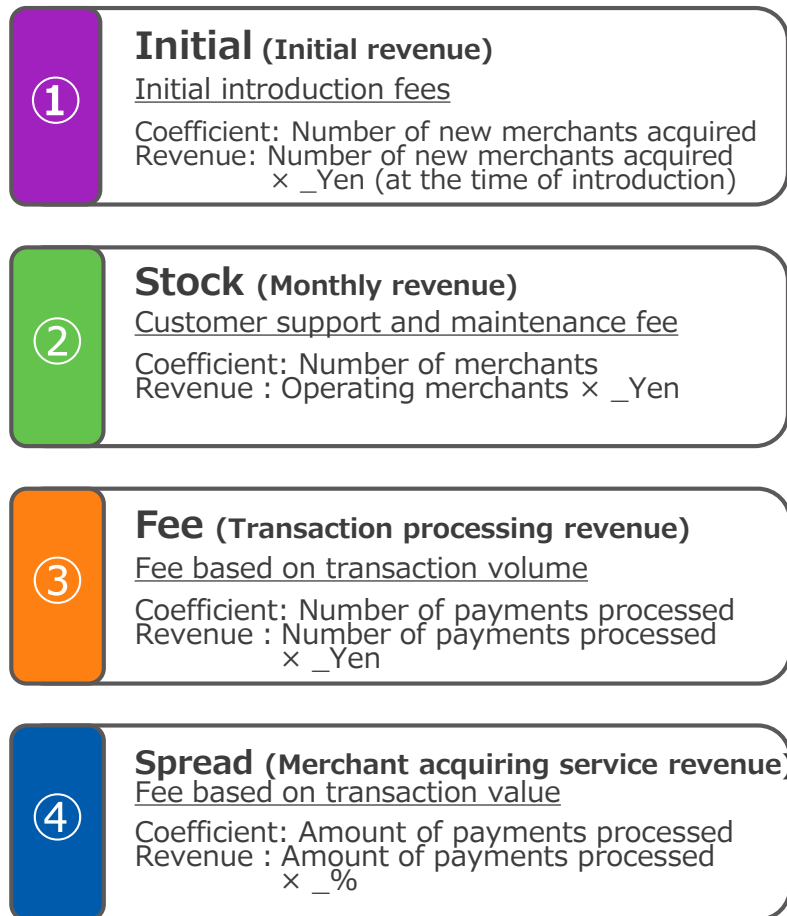 ①
Initial (Initial revenue)
Initial introduction fees
Coefficient: Number of new merchants acquired
Revenue: Number of new merchants acquired
× _Yen (at the time of introduction)
②
Stock (Monthly revenue)
Customer support and maintenance fee
Coefficient: Number of merchants
Revenue : Operating merchants × _Yen
③
Fee (Transaction processing revenue)
Fee based on transaction volume
Coefficient: Number of payments processed
Revenue : Number of payments processed
× _Yen
④
Spread (Merchant acquiring service revenue)
Fee based on transaction value
Coefficient: Amount of payments processed
Revenue : Amount of payments processed
× _%